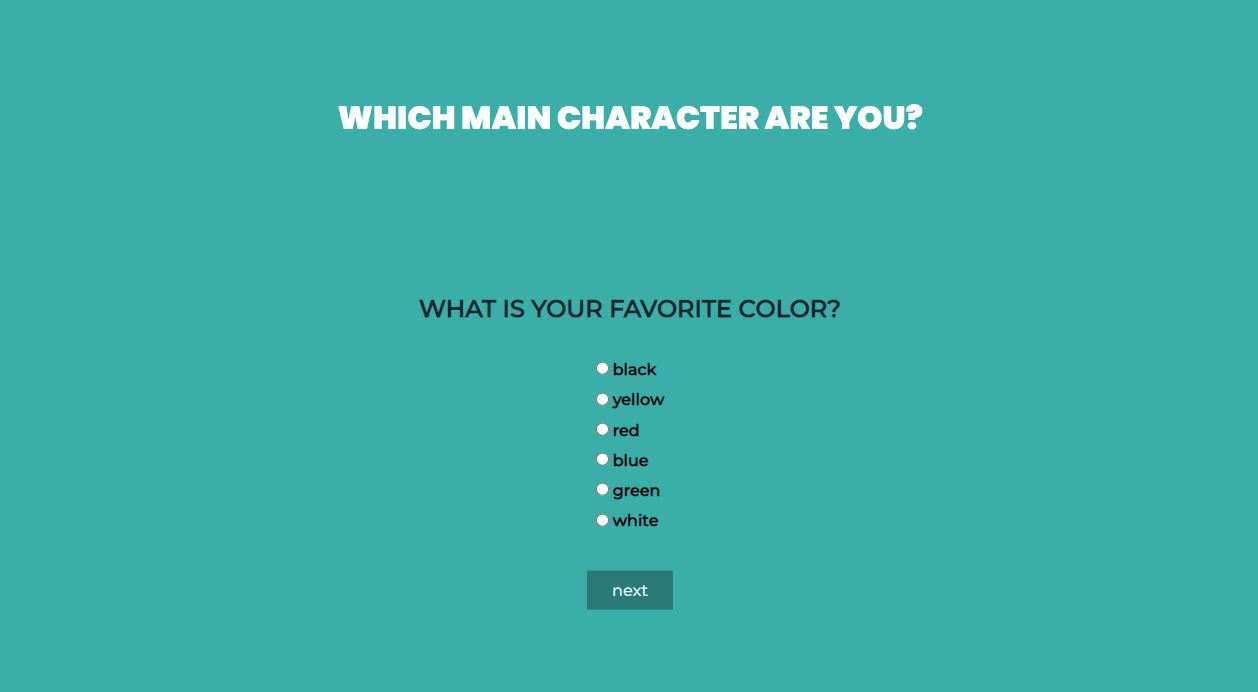 WHICH MAIN CHARACTER ARE YOU?
WHAT IS YOUR FAVORITE COLOR?
black
yellow
red
blue
green
white
next